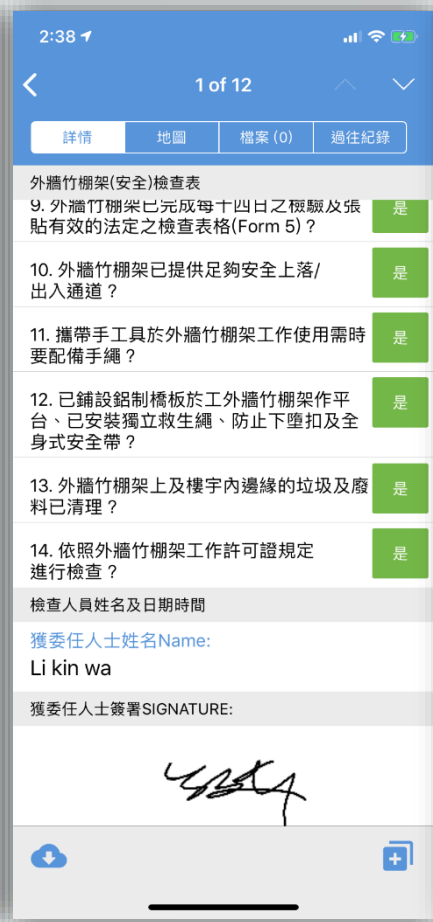 2:38
1 of 12
詳情 地圖 檔案 (0) 過往紀錄
外牆竹棚架(安全)檢查表
9. 外牆竹棚架已完成每十四日之檢驗及張 是
貼有效的法定之檢查表格(Form 5)？
10. 外牆竹棚架已提供足夠安全上落/ 是
出入通道？
11. 攜帶手工具於外牆竹棚架工作使用需時 是
要配備手繩？
12. 已鋪設鋁制橋板於工外牆竹棚架作平 是
台、已安裝獨立救生繩、防止下墮扣及全
身式安全帶？
13. 外牆竹棚架上及樓宇內邊緣的垃圾及廢 是
料已清理？
14. 依照外牆竹棚架工作許可證規定 是
進行檢查？
檢查人員姓名及日期時間
獲委任人士姓名Name:
Li kin wa
獲委任人士簽署SIGNATURE: